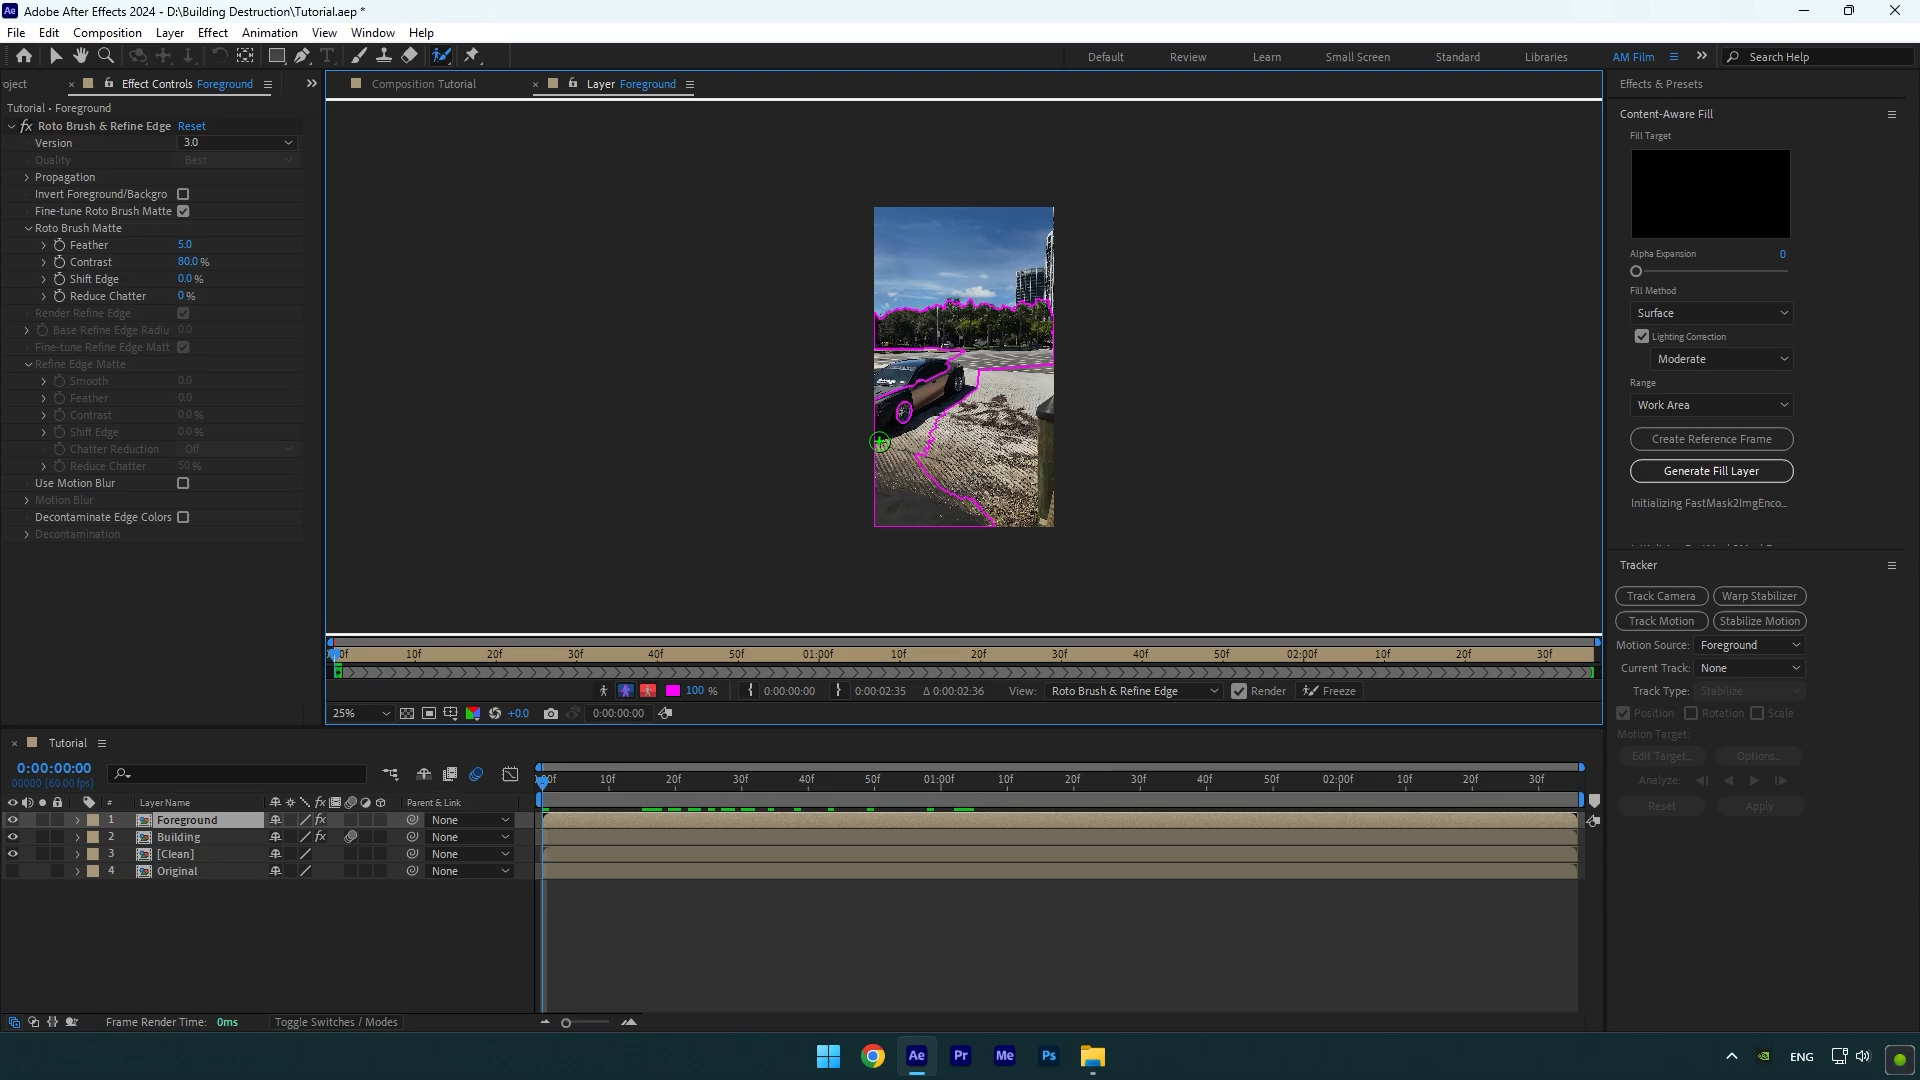 Adobe After Effects 2024 - D:\Building Destruction\Tutorial.aep *
File Edit Composition Layer Effect Animation View Window Help
Default Review Learn Small Screen Standard Libraries AM Film Search Help
oject Effect Controls Foreground
Composition Tutorial Layer Foreground
Effects & Presets
Tutorial • Foreground
fx Roto Brush & Refine Edge Reset
Version 3.0
Quality Best
Propagation
Invert Foreground/Backgro
Fine-tune Roto Brush Matte
Roto Brush Matte
Feather 5.0
Contrast 80.0 %
Shift Edge 0.0 %
Reduce Chatter 0 %
Render Refine Edge
Base Refine Edge Radiu 0.0
Fine-tune Refine Edge Matt
Refine Edge Matte
Smooth 0.0
Feather 0.0
Contrast 0.0 %
Shift Edge 0.0 %
Chatter Reduction Off
Reduce Chatter 50 %
Use Motion Blur
Motion Blur
Decontaminate Edge Colors
Decontamination
Content-Aware Fill
Fill Target
Alpha Expansion 0
Fill Method
Surface
Lighting Correction
Moderate
Range
Work Area
Create Reference Frame
Generate Fill Layer
Initializing FastMask2ImgEnco...
Tracker
Track Camera Warp Stabilizer
Track Motion Stabilize Motion
Motion Source: Foreground
Current Track: None
Track Type: Stabilize
Position Rotation Scale
Motion Target:
Edit Target... Options...
Analyze:
Reset Apply
00f 10f 20f 30f 40f 50f 01:00f 10f 20f 30f 40f 50f 02:00f 10f 20f 30f
100 % 0:00:00:00 0:00:02:35 Δ 0:00:02:36 View: Roto Brush & Refine Edge Render Freeze
25% +0.0 0:00:00:00
Tutorial
0:00:00:00
00000 (60.00 fps)
:00f 10f 20f 30f 40f 50f 01:00f 10f 20f 30f 40f 50f 02:00f 10f 20f 30f
# Layer Name fx Parent & Link
1 Foreground fx None
2 Building fx None
3 [Clean] None
4 Original None
Frame Render Time: 0ms Toggle Switches / Modes
Ae Pr Me Ps ENG